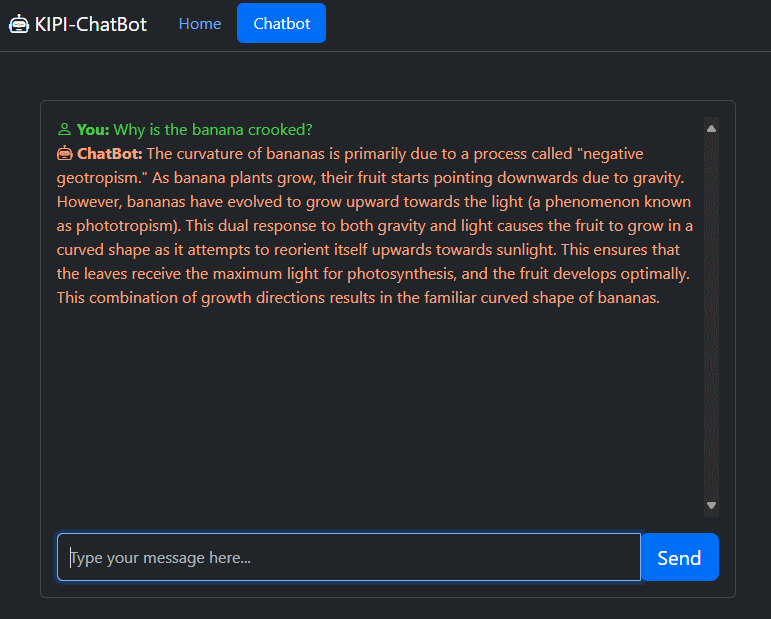 KIPI-ChatBot Home Chatbot
You: Why is the banana crooked?
ChatBot: The curvature of bananas is primarily due to a process called "negative
geotropism." As banana plants grow, their fruit starts pointing downwards due to gravity.
However, bananas have evolved to grow upward towards the light (a phenomenon known
as phototropism). This dual response to both gravity and light causes the fruit to grow in a
curved shape as it attempts to reorient itself upwards towards sunlight. This ensures that
the leaves receive the maximum light for photosynthesis, and the fruit develops optimally.
This combination of growth directions results in the familiar curved shape of bananas.
Type your message here... Send